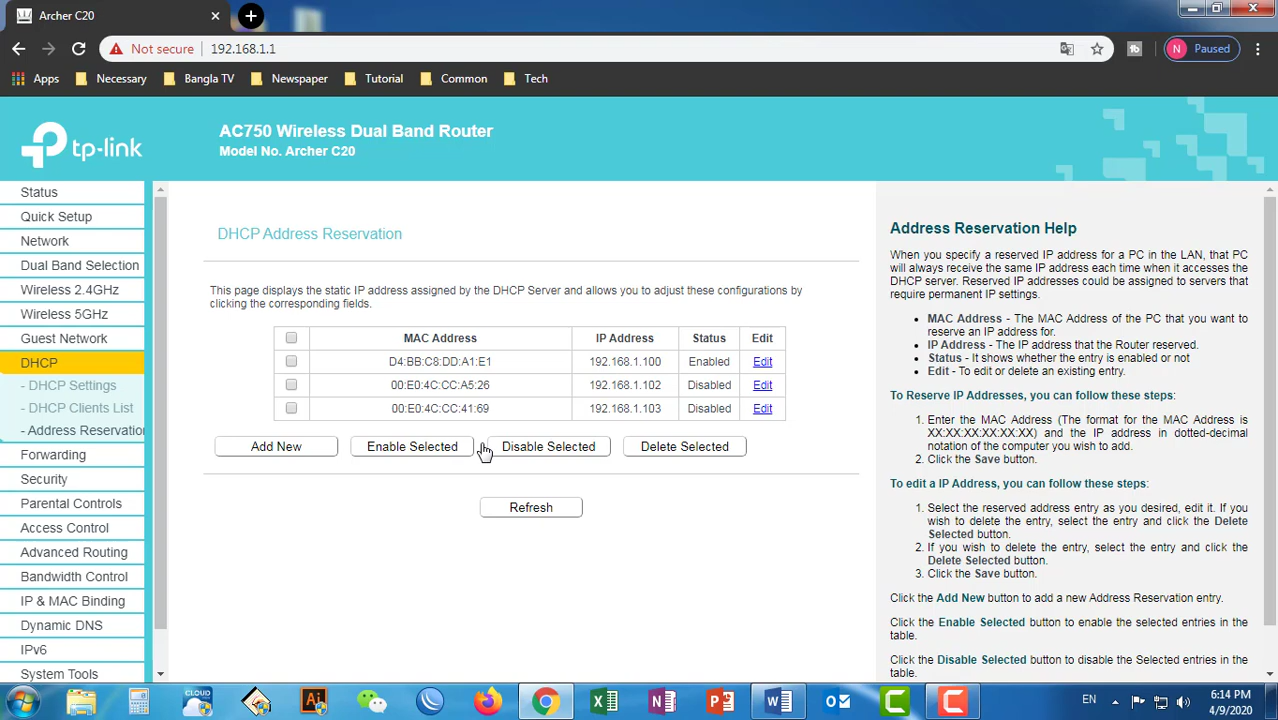 Archer C20
Not secure
192.168.1.1
N Paused
Apps Necessary Bangla TV Newspaper Tutorial Common Tech
tp-link
AC750 Wireless Dual Band Router
Model No. Archer C20
Status
Quick Setup
Network
Dual Band Selection
Wireless 2.4GHz
Wireless 5GHz
Guest Network
DHCP
- DHCP Settings
- DHCP Clients List
- Address Reservation
Forwarding
Security
Parental Controls
Access Control
Advanced Routing
Bandwidth Control
IP & MAC Binding
Dynamic DNS
IPv6
System Tools
DHCP Address Reservation
This page displays the static IP address assigned by the DHCP Server and allows you to adjust these configurations by
clicking the corresponding fields.
MAC Address IP Address Status Edit
D4:BB:C8:DD:A1:E1 192.168.1.100 Enabled Edit
00:E0:4C:CC:A5:26 192.168.1.102 Disabled Edit
00:E0:4C:CC:41:69 192.168.1.103 Disabled Edit
Add New Enable Selected Disable Selected Delete Selected
Refresh
Address Reservation Help
When you specify a reserved IP address for a PC in the LAN, that PC
will always receive the same IP address each time when it accesses the
DHCP server. Reserved IP addresses could be assigned to servers that
require permanent IP settings.
• MAC Address - The MAC Address of the PC that you want to
reserve an IP address for.
• IP Address - The IP address that the Router reserved.
• Status - It shows whether the entry is enabled or not
• Edit - To edit or delete an existing entry.
To Reserve IP Addresses, you can follow these steps:
1. Enter the MAC Address (The format for the MAC Address is
XX:XX:XX:XX:XX:XX) and the IP address in dotted-decimal
notation of the computer you wish to add.
2. Click the Save button.
To edit a IP Address, you can follow these steps:
1. Select the reserved address entry as you desired, edit it. If you
wish to delete the entry, select the entry and click the Delete
Selected button.
2. If you wish to delete the entry, select the entry and click the
Delete Selected button.
3. Click the Save button.
Click the Add New button to add a new Address Reservation entry.
Click the Enable Selected button to enable the selected entries in the
table.
Click the Disable Selected button to disable the Selected entries in the
table.
CLOUD
EN
6:14 PM
4/9/2020